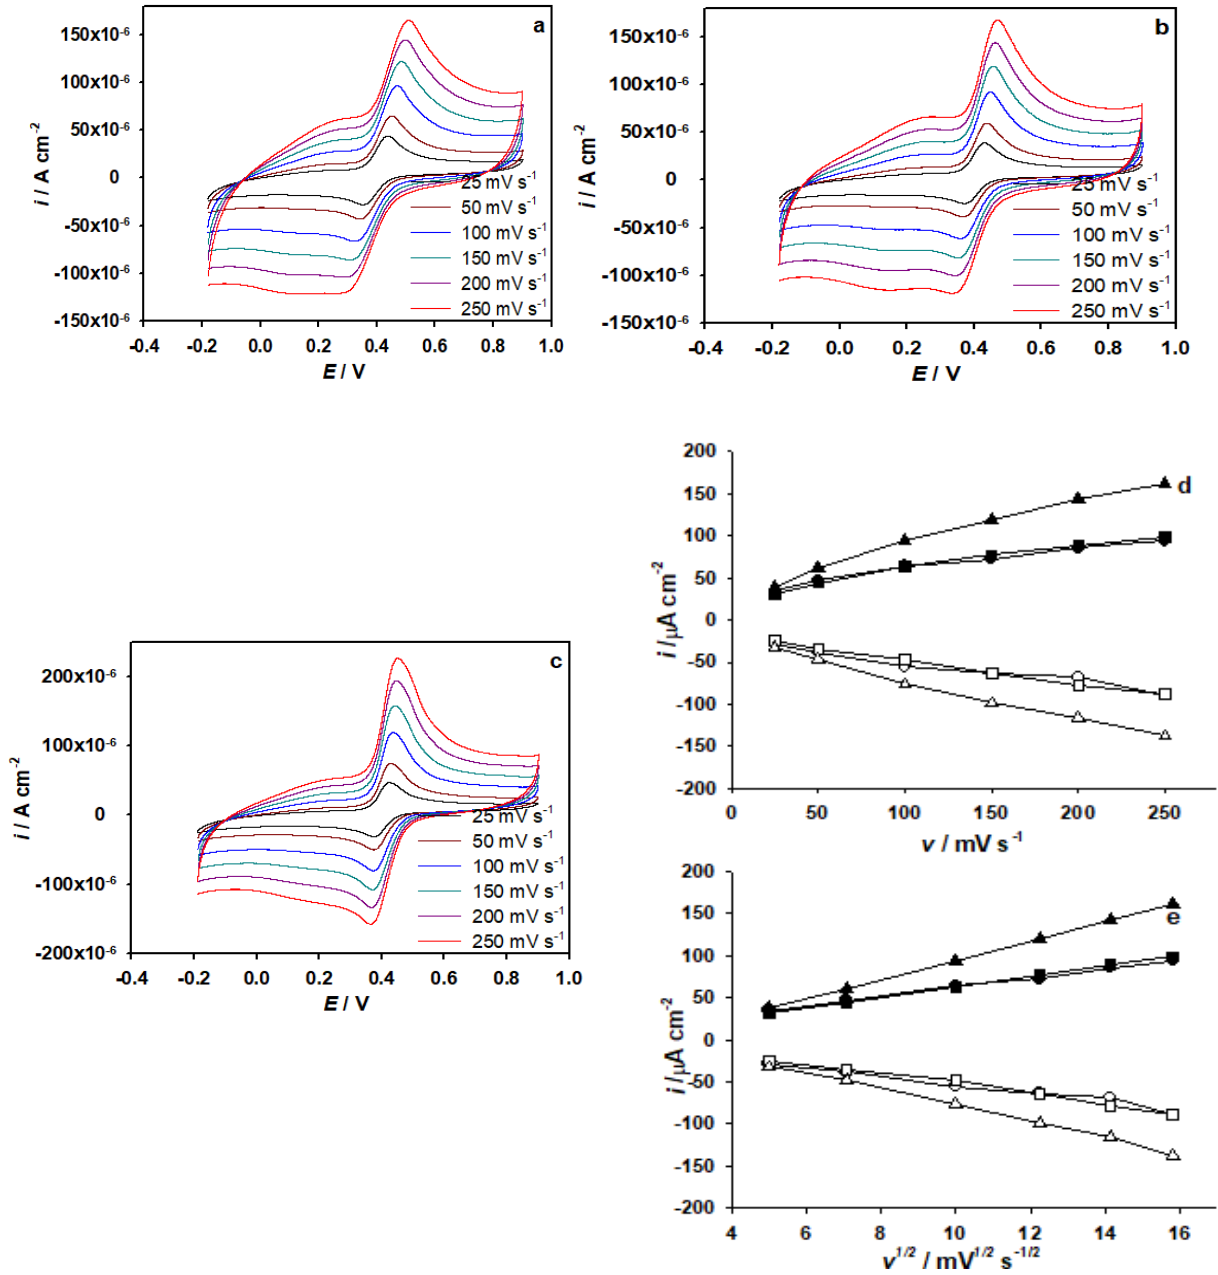 a
150x10⁻⁶
100x10⁻⁶
50x10⁻⁶
0
-50x10⁻⁶
-100x10⁻⁶
-150x10⁻⁶
i / A cm⁻²
25 mV s⁻¹
50 mV s⁻¹
100 mV s⁻¹
150 mV s⁻¹
200 mV s⁻¹
250 mV s⁻¹
-0.4 -0.2 0.0 0.2 0.4 0.6 0.8 1.0
E / V
b
150x10⁻⁶
100x10⁻⁶
50x10⁻⁶
0
-50x10⁻⁶
-100x10⁻⁶
-150x10⁻⁶
i / A cm⁻²
25 mV s⁻¹
50 mV s⁻¹
100 mV s⁻¹
150 mV s⁻¹
200 mV s⁻¹
250 mV s⁻¹
-0.4 -0.2 0.0 0.2 0.4 0.6 0.8 1.0
E / V
c
200x10⁻⁶
100x10⁻⁶
0
-100x10⁻⁶
-200x10⁻⁶
i / A cm⁻²
25 mV s⁻¹
50 mV s⁻¹
100 mV s⁻¹
150 mV s⁻¹
200 mV s⁻¹
250 mV s⁻¹
-0.4 -0.2 0.0 0.2 0.4 0.6 0.8 1.0
E / V
d
200
150
100
50
0
-50
-100
-150
-200
i /µA cm⁻²
0 50 100 150 200 250
v / mV s⁻¹
e
200
150
100
50
0
-50
-100
-150
-200
i /µA cm⁻²
4 6 8 10 12 14 16
v¹ᐟ² / mV¹ᐟ² s⁻¹ᐟ²